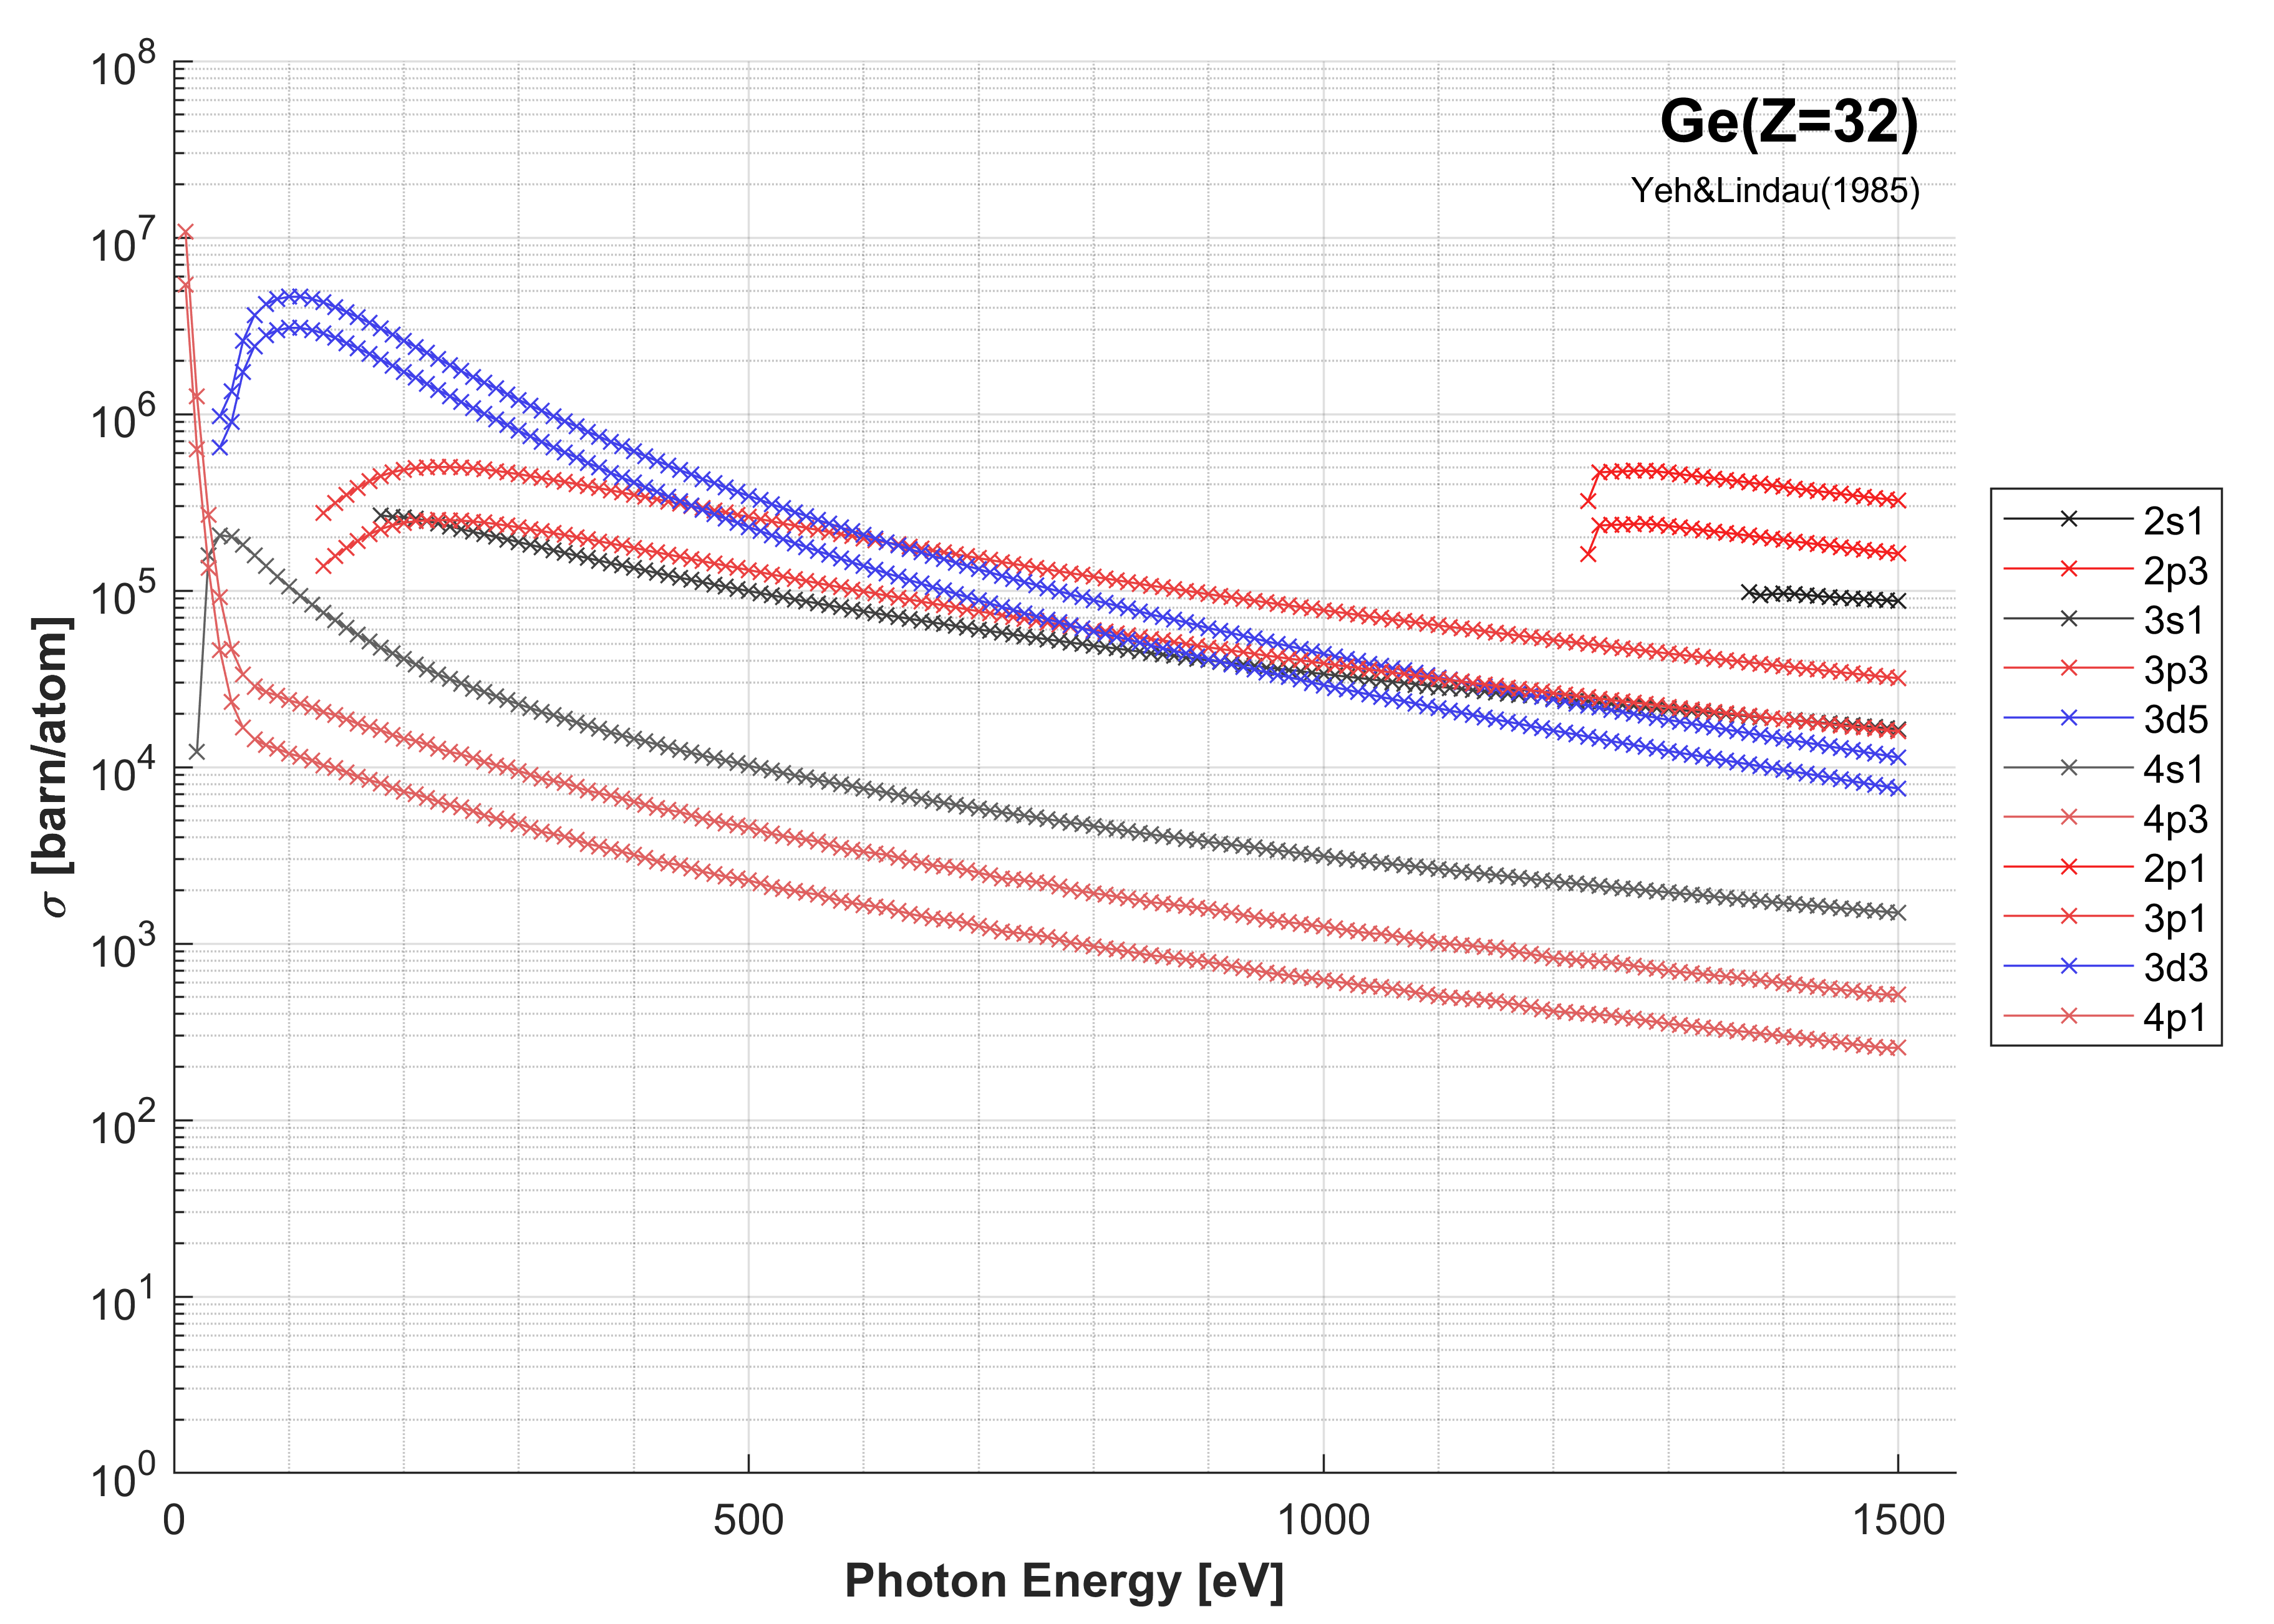 Ge(Z=32)
Yeh&Lindau(1985)
10^8
10^7
10^6
10^5
10^4
10^3
10^2
10^1
10^0
σ [barn/atom]
0 500 1000 1500
Photon Energy [eV]
2s1
2p3
3s1
3p3
3d5
4s1
4p3
2p1
3p1
3d3
4p1